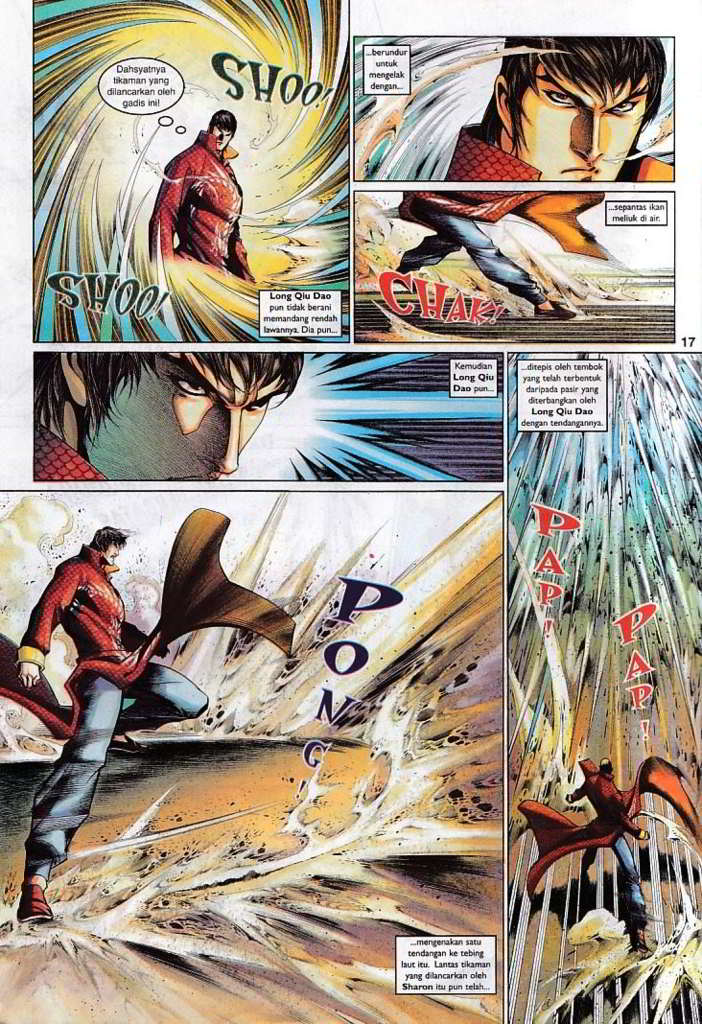 Dahsyatnya
tikaman yang
dilancarkan oleh
gadis ini!
SHOO!
SHOO!
Long Qiu Dao
pun tidak berani
memandang rendah
lawannya. Dia pun...
...berundur
untuk
mengelak
dengan...
...sepantas ikan
meliuk di air.
CHAK!
17
Kemudian
Long Qiu
Dao pun...
PONG!
...mengenakan satu
tendangan ke tebing
laut itu. Lantas tikaman
yang dilancarkan oleh
Sharon itu pun telah...
...ditepis oleh tembok
yang telah terbentuk
daripada pasir yang
diterbangkan oleh
Long Qiu Dao
dengan tendangannya.
PAP!
PAP!